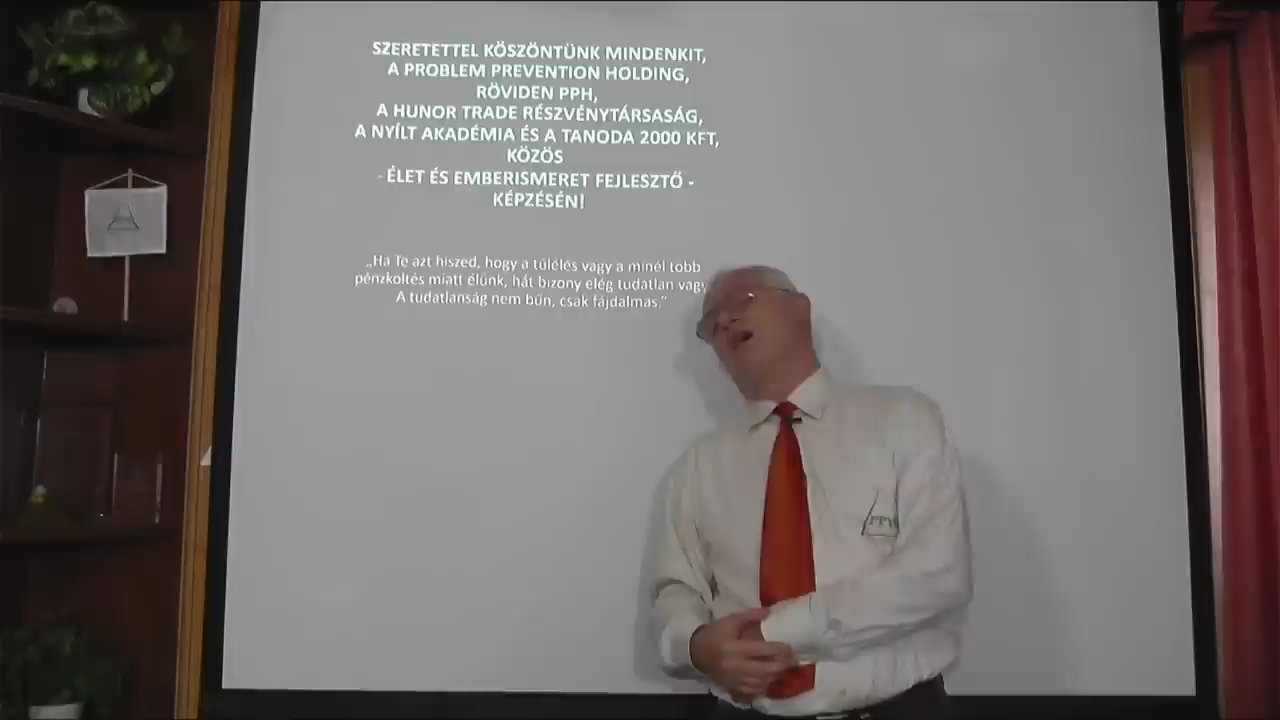 SZERETETTEL KÖSZÖNTÜNK MINDENKIT,
A PROBLEM PREVENTION HOLDING,
RÖVIDEN PPH,
A HUNOR TRADE RÉSZVÉNYTÁRSASÁG,
A NYÍLT AKADÉMIA ÉS A TANODA 2000 KFT,
KÖZÖS
- ÉLET ÉS EMBERISMERET FEJLESZTŐ -
KÉPZÉSÉN!
„Ha Te azt hiszed, hogy a túlélés vagy a minél több
pénzköltés miatt élünk, hát bizony elég tudatlan vagy
A tudatlanság nem bűn, csak fájdalmas.”